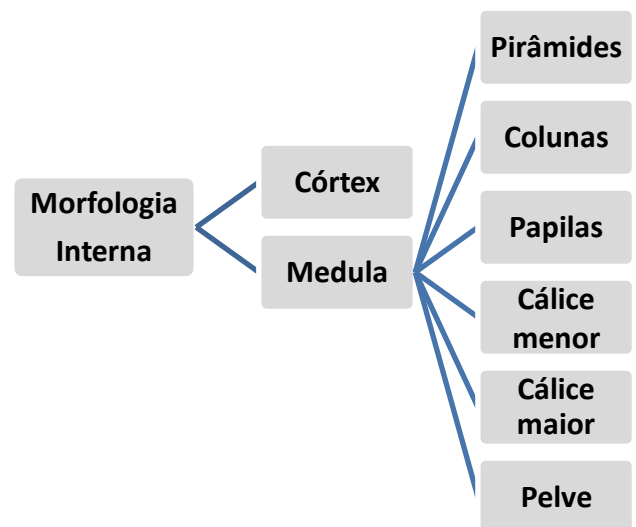 Morfologia
Interna
Córtex
Medula
Pirâmides
Colunas
Papilas
Cálice
menor
Cálice
maior
Pelve